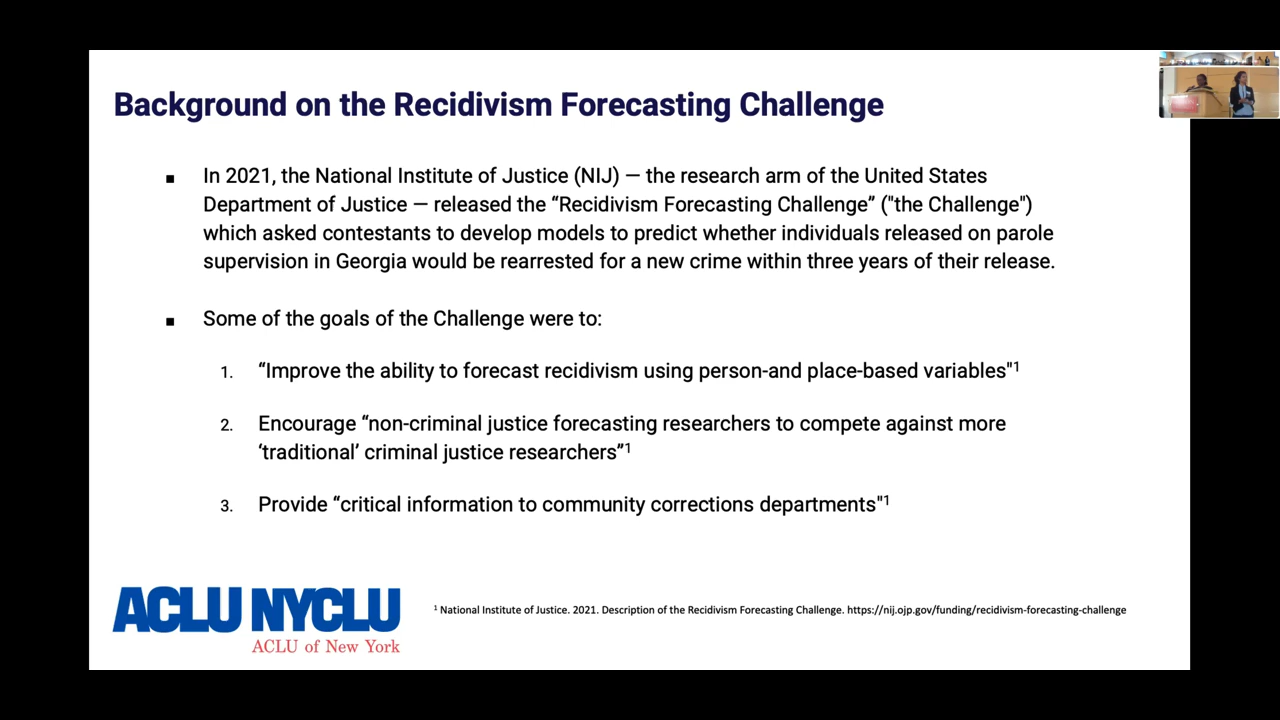 Background on the Recidivism Forecasting Challenge
▪ In 2021, the National Institute of Justice (NIJ) — the research arm of the United States
Department of Justice — released the “Recidivism Forecasting Challenge” ("the Challenge")
which asked contestants to develop models to predict whether individuals released on parole
supervision in Georgia would be rearrested for a new crime within three years of their release.
▪ Some of the goals of the Challenge were to:
1. “Improve the ability to forecast recidivism using person-and place-based variables"¹
2. Encourage “non-criminal justice forecasting researchers to compete against more
‘traditional’ criminal justice researchers”¹
3. Provide “critical information to community corrections departments"¹
ACLU NYCLU
ACLU of New York
¹ National Institute of Justice. 2021. Description of the Recidivism Forecasting Challenge. https://nij.ojp.gov/funding/recidivism-forecasting-challenge